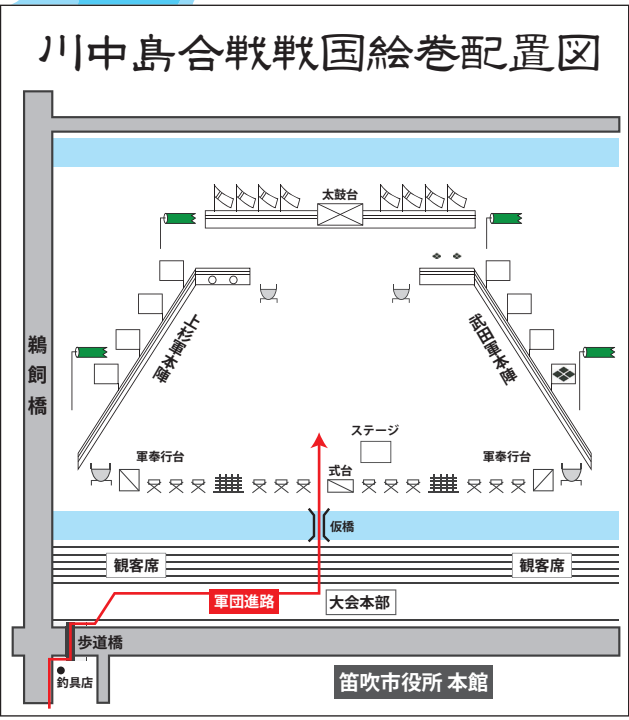 川中島合戦戦国絵巻配置図
太鼓台
上杉軍本陣
武田軍本陣
鵜飼橋
ステージ
軍奉行台
式台
軍奉行台
仮橋
観客席
観客席
軍団進路
大会本部
歩道橋
釣具店
笛吹市役所 本館